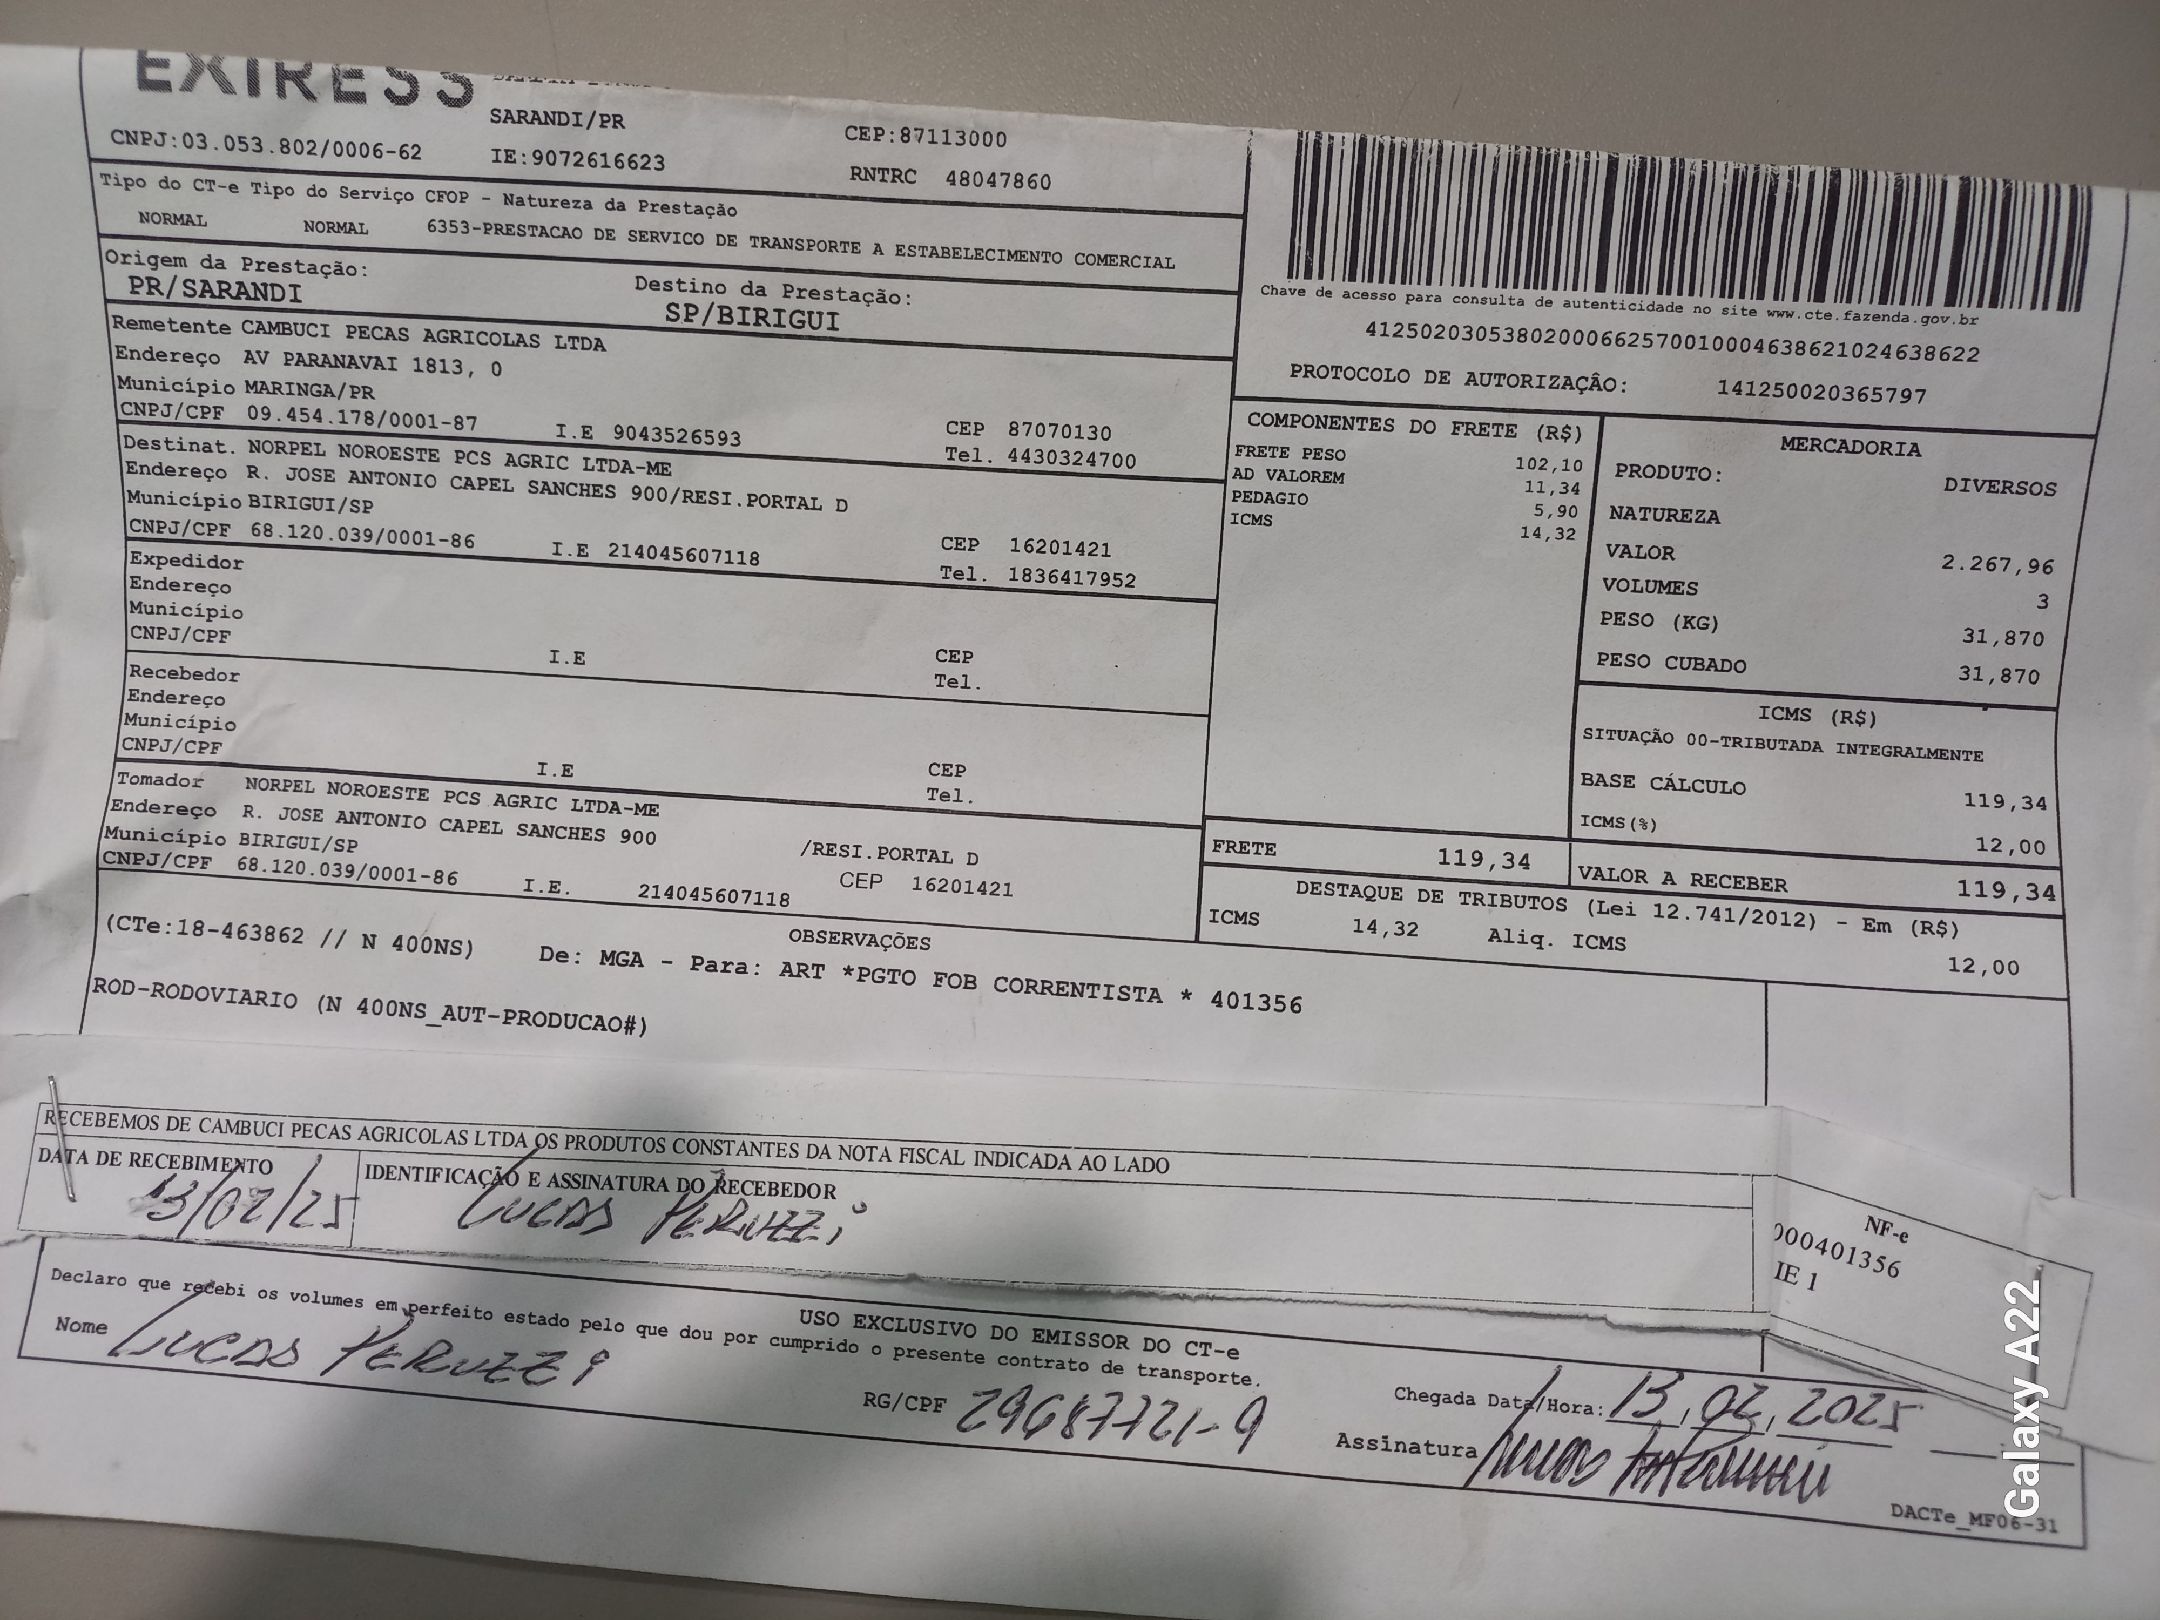 SARANDI/PR CEP:87113000
CNPJ:03.053.802/0006-62 IE:9072616623 RNTRC 48047860
Tipo do CT-e Tipo do Serviço CFOP - Natureza da Prestação
NORMAL NORMAL 6353-PRESTACAO DE SERVICO DE TRANSPORTE A ESTABELECIMENTO COMERCIAL
Origem da Prestação: Destino da Prestação:
PR/SARANDI SP/BIRIGUI
Chave de acesso para consulta de autenticidade no site www.cte.fazenda.gov.br
41250203053802000662570010004638621024638622
PROTOCOLO DE AUTORIZAÇÃO: 141250020365797
Remetente CAMBUCI PECAS AGRICOLAS LTDA
Endereço AV PARANAVAI 1813, 0
Município MARINGA/PR CEP 87070130
CNPJ/CPF 09.454.178/0001-87 I.E 9043526593 Tel. 4430324700
Destinat. NORPEL NOROESTE PCS AGRIC LTDA-ME
Endereço R. JOSE ANTONIO CAPEL SANCHES 900/RESI.PORTAL D
Município BIRIGUI/SP CEP 16201421
CNPJ/CPF 68.120.039/0001-86 I.E 214045607118 Tel. 1836417952
Expedidor
Endereço
Município CEP
CNPJ/CPF I.E Tel.
Recebedor
Endereço
Município CEP
CNPJ/CPF I.E Tel.
Tomador NORPEL NOROESTE PCS AGRIC LTDA-ME
Endereço R. JOSE ANTONIO CAPEL SANCHES 900 /RESI.PORTAL D
Município BIRIGUI/SP CEP 16201421
CNPJ/CPF 68.120.039/0001-86 I.E. 214045607118
COMPONENTES DO FRETE (R$)
FRETE PESO 102,10
AD VALOREM 11,34
PEDAGIO 5,90
ICMS 14,32
MERCADORIA
PRODUTO: DIVERSOS
NATUREZA
VALOR 2.267,96
VOLUMES 3
PESO (KG) 31,870
PESO CUBADO 31,870
ICMS (R$)
SITUAÇÃO 00-TRIBUTADA INTEGRALMENTE
BASE CÁLCULO 119,34
ICMS(%) 12,00
FRETE 119,34 VALOR A RECEBER 119,34
DESTAQUE DE TRIBUTOS (Lei 12.741/2012) - Em (R$)
ICMS 14,32 Aliq. ICMS 12,00
OBSERVAÇÕES
(CTe:18-463862 // N 400NS) De: MGA - Para: ART *PGTO FOB CORRENTISTA * 401356
ROD-RODOVIARIO (N 400NS_AUT-PRODUCAO#)
RECEBEMOS DE CAMBUCI PECAS AGRICOLAS LTDA OS PRODUTOS CONSTANTES DA NOTA FISCAL INDICADA AO LADO
DATA DE RECEBIMENTO IDENTIFICAÇÃO E ASSINATURA DO RECEBEDOR
13/02/25 Lucas Peruzzi
NF-e
000401356
IE 1
USO EXCLUSIVO DO EMISSOR DO CT-e
Declaro que recebi os volumes em perfeito estado pelo que dou por cumprido o presente contrato de transporte.
Nome Lucas Peruzzi
RG/CPF 29687721-9
Chegada Data/Hora: 13, 02, 2025
Assinatura
DACTe_MF06-31
Galaxy A22